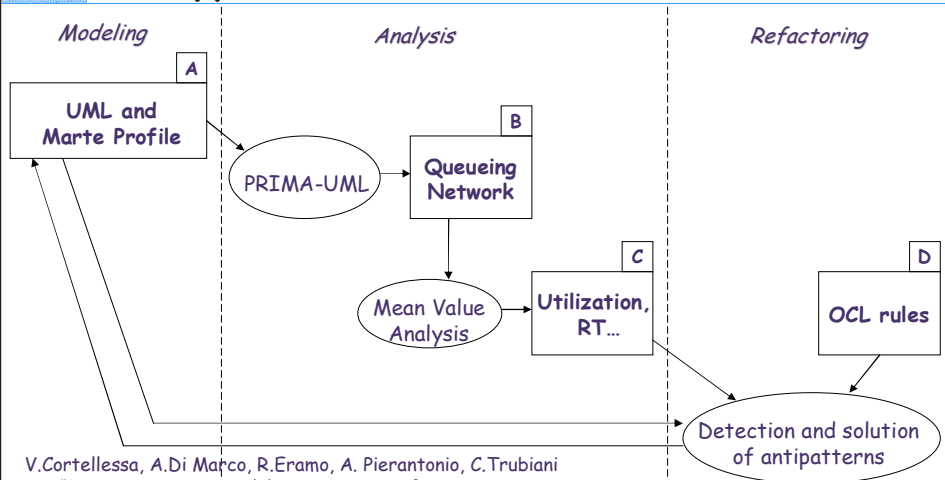 Modeling
Analysis
Refactoring
A
UML and
Marte Profile
PRIMA-UML
B
Queueing
Network
Mean Value
Analysis
C
Utilization,
RT...
D
OCL rules
Detection and solution
of antipatterns
V.Cortellessa, A.Di Marco, R.Eramo, A. Pierantonio, C.Trubiani